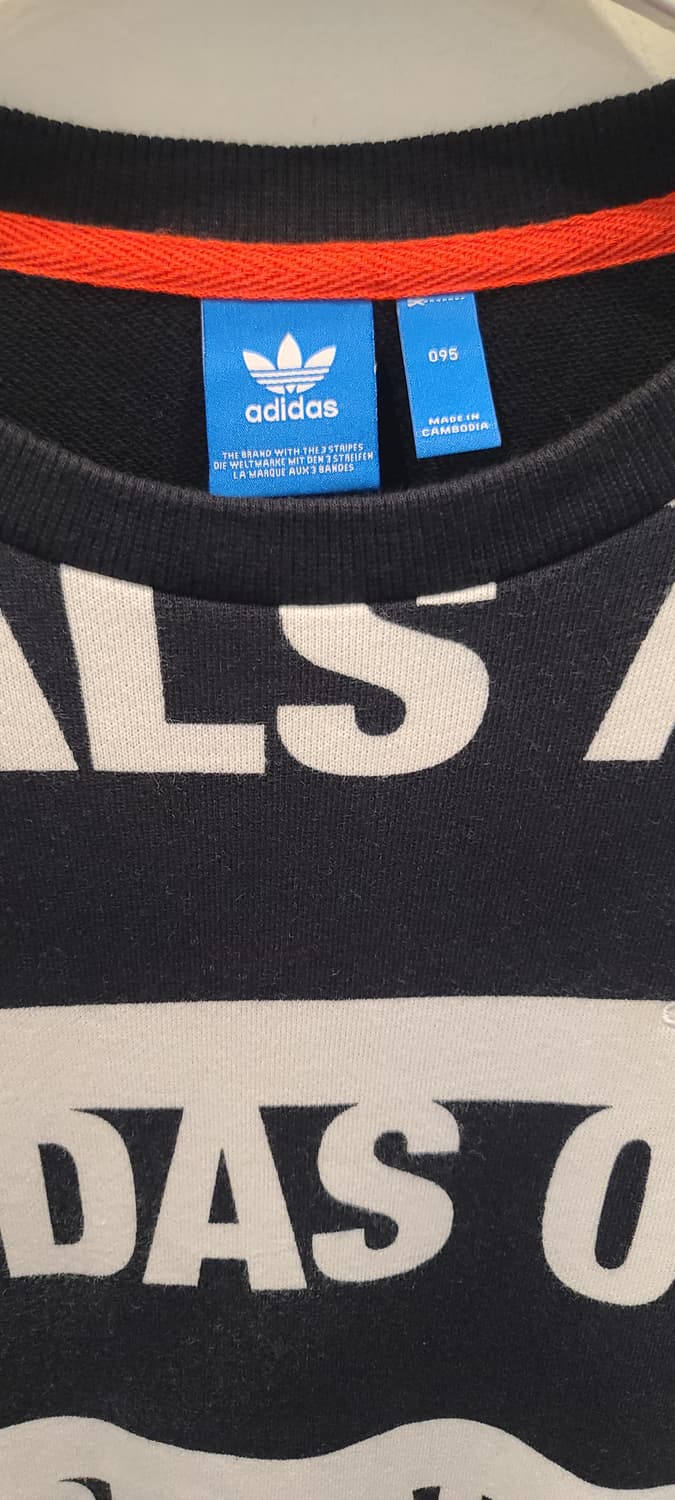 adidas
THE BRAND WITH THE 3 STRIPES
DIE WELTMARKE MIT DEN 3 STREIFEN
LA MARQUE AUX 3 BANDES
095
MADE IN
CAMBODIA
ALS A
DAS O